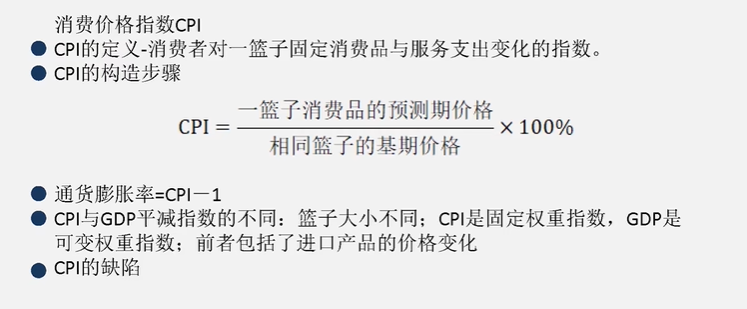 消费价格指数CPI
● CPI的定义-消费者对一篮子固定消费品与服务支出变化的指数。
● CPI的构造步骤
CPI = 一篮子消费品的预测期价格 / 相同篮子的基期价格 × 100%
● 通货膨胀率=CPI－1
● CPI与GDP平减指数的不同：篮子大小不同；CPI是固定权重指数，GDP是
可变权重指数；前者包括了进口产品的价格变化
● CPI的缺陷